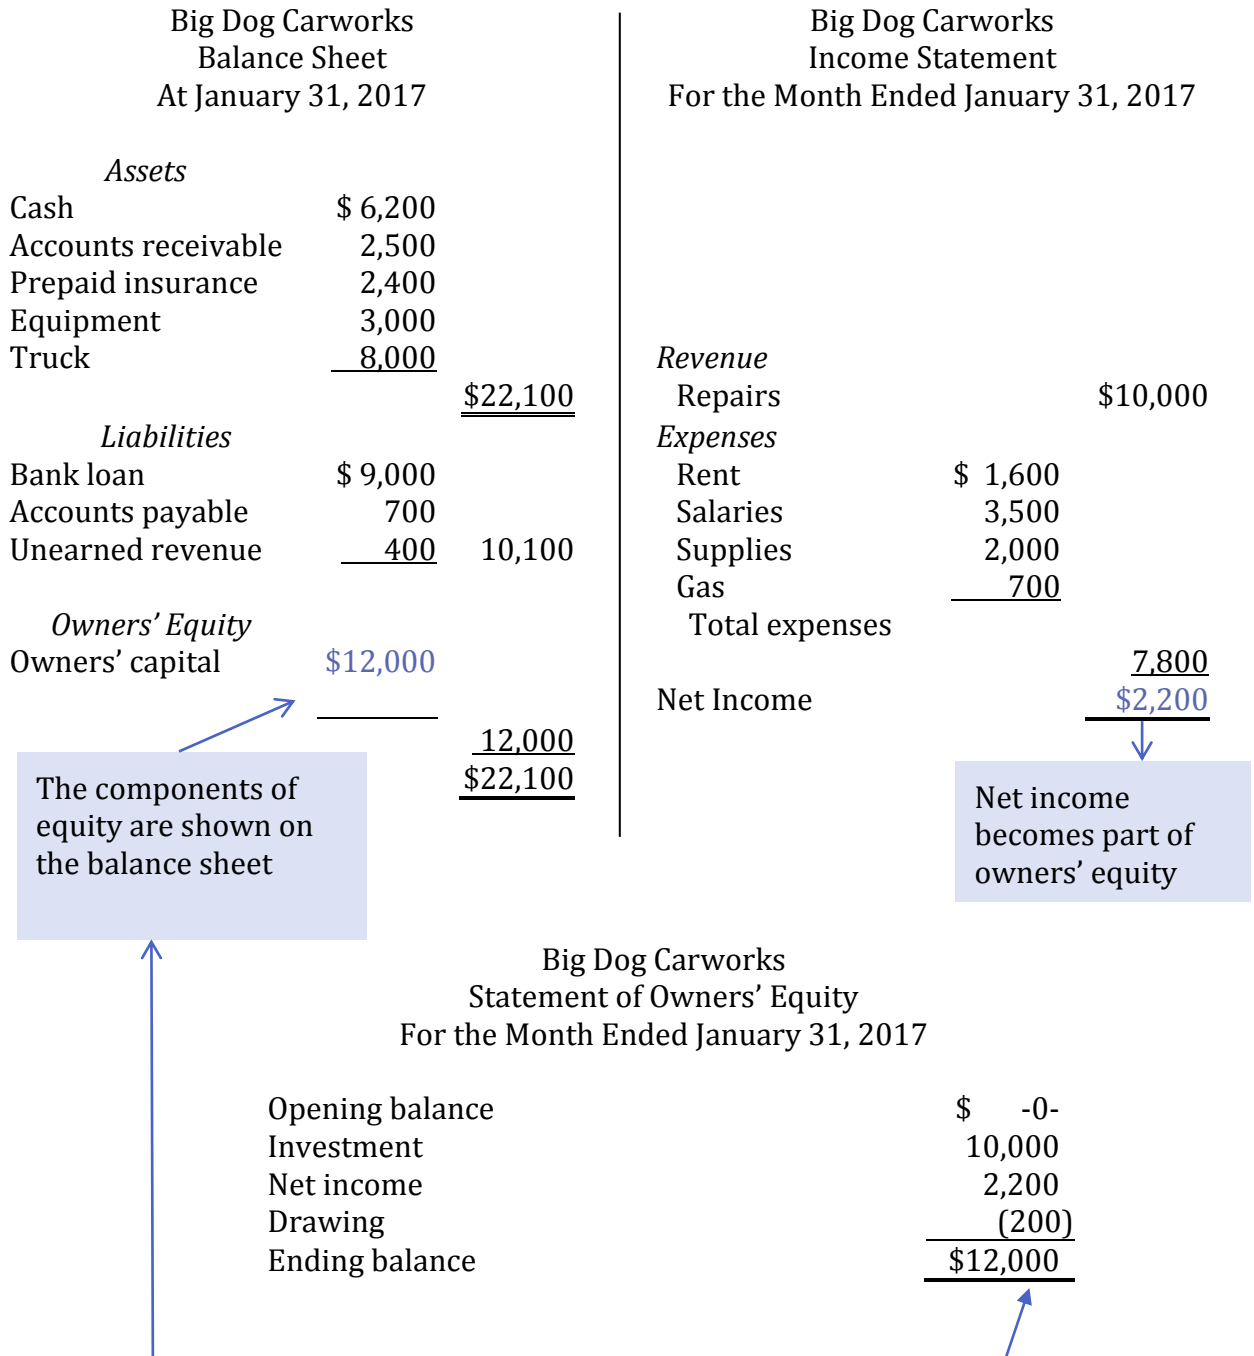 Big Dog Carworks
Balance Sheet
At January 31, 2017
Assets
Cash $ 6,200
Accounts receivable 2,500
Prepaid insurance 2,400
Equipment 3,000
Truck 8,000
$22,100
Liabilities
Bank loan $ 9,000
Accounts payable 700
Unearned revenue 400 10,100
Owners’ Equity
Owners’ capital $12,000
12,000
$22,100
The components of
equity are shown on
the balance sheet
Big Dog Carworks
Income Statement
For the Month Ended January 31, 2017
Revenue
Repairs $10,000
Expenses
Rent $ 1,600
Salaries 3,500
Supplies 2,000
Gas 700
Total expenses
7,800
Net Income $2,200
Net income
becomes part of
owners’ equity
Big Dog Carworks
Statement of Owners’ Equity
For the Month Ended January 31, 2017
Opening balance $ -0-
Investment 10,000
Net income 2,200
Drawing (200)
Ending balance $12,000